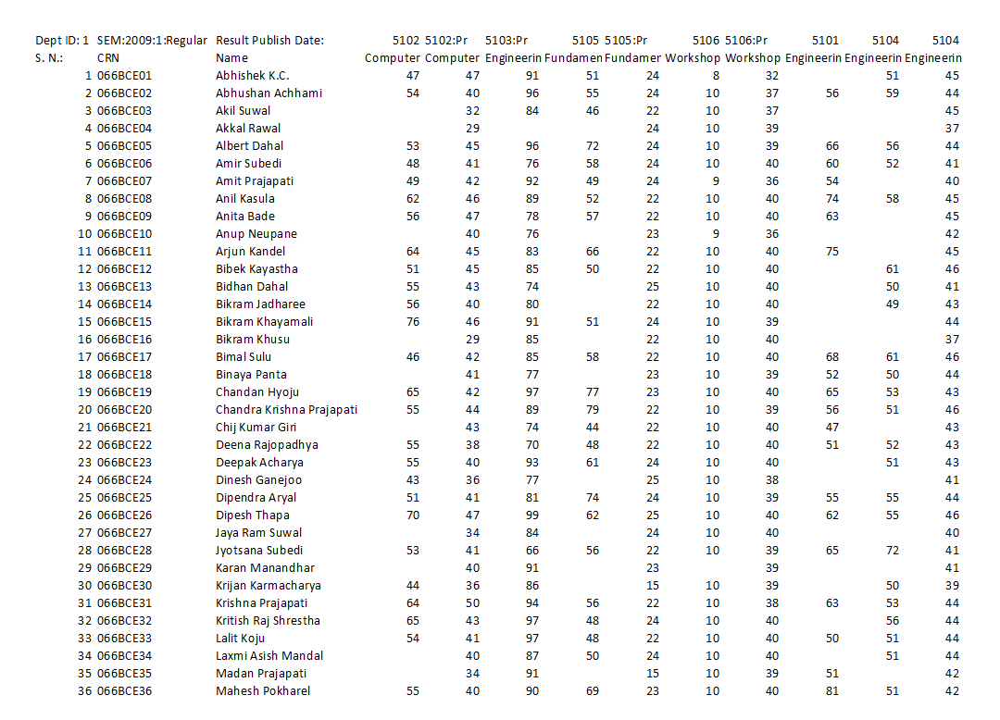 Dept ID: 1 SEM:2009:1:Regular Result Publish Date: 5102 5102:Pr 5103:Pr 5105 5105:Pr 5106 5106:Pr 5101 5104 5104
S. N.: CRN Name Computer Computer Engineerin Fundamen Fundamer Workshop Workshop Engineerin Engineerin Engineerin
1 066BCE01 Abhishek K.C. 47 47 91 51 24 8 32 51 45
2 066BCE02 Abhushan Achhami 54 40 96 55 24 10 37 56 59 44
3 066BCE03 Akil Suwal 32 84 46 22 10 37 45
4 066BCE04 Akkal Rawal 29 24 10 39 37
5 066BCE05 Albert Dahal 53 45 96 72 24 10 39 66 56 44
6 066BCE06 Amir Subedi 48 41 76 58 24 10 40 60 52 41
7 066BCE07 Amit Prajapati 49 42 92 49 24 9 36 54 40
8 066BCE08 Anil Kasula 62 46 89 52 22 10 40 74 58 45
9 066BCE09 Anita Bade 56 47 78 57 22 10 40 63 45
10 066BCE10 Anup Neupane 40 76 23 9 36 42
11 066BCE11 Arjun Kandel 64 45 83 66 22 10 40 75 45
12 066BCE12 Bibek Kayastha 51 45 85 50 22 10 40 61 46
13 066BCE13 Bidhan Dahal 55 43 74 25 10 40 50 41
14 066BCE14 Bikram Jadharee 56 40 80 22 10 40 49 43
15 066BCE15 Bikram Khayamali 76 46 91 51 24 10 39 44
16 066BCE16 Bikram Khusu 29 85 22 10 40 37
17 066BCE17 Bimal Sulu 46 42 85 58 22 10 40 68 61 46
18 066BCE18 Binaya Panta 41 77 23 10 39 52 50 44
19 066BCE19 Chandan Hyoju 65 42 97 77 23 10 40 65 53 43
20 066BCE20 Chandra Krishna Prajapati 55 44 89 79 22 10 39 56 51 46
21 066BCE21 Chij Kumar Giri 43 74 44 22 10 40 47 43
22 066BCE22 Deena Rajopadhya 55 38 70 48 22 10 40 51 52 43
23 066BCE23 Deepak Acharya 55 40 93 61 24 10 40 51 43
24 066BCE24 Dinesh Ganejoo 43 36 77 25 10 38 41
25 066BCE25 Dipendra Aryal 51 41 81 74 24 10 39 55 55 44
26 066BCE26 Dipesh Thapa 70 47 99 62 25 10 40 62 55 46
27 066BCE27 Jaya Ram Suwal 34 84 24 10 40 40
28 066BCE28 Jyotsana Subedi 53 41 66 56 22 10 39 65 72 41
29 066BCE29 Karan Manandhar 40 91 23 39 41
30 066BCE30 Krijan Karmacharya 44 36 86 15 10 39 50 39
31 066BCE31 Krishna Prajapati 64 50 94 56 22 10 38 63 53 44
32 066BCE32 Kritish Raj Shrestha 65 43 97 48 24 10 40 56 44
33 066BCE33 Lalit Koju 54 41 97 48 22 10 40 50 51 44
34 066BCE34 Laxmi Asish Mandal 40 87 50 24 10 40 51 44
35 066BCE35 Madan Prajapati 34 91 15 10 39 51 42
36 066BCE36 Mahesh Pokharel 55 40 90 69 23 10 40 81 51 42